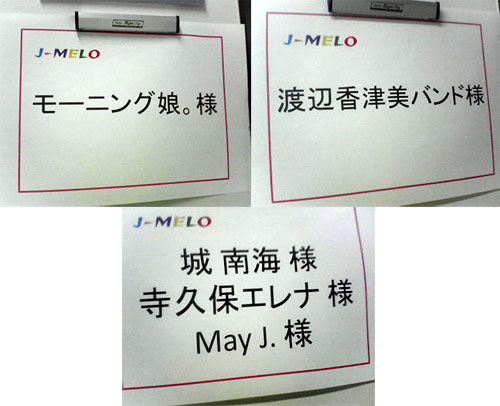 J-MELO
モーニング娘。様
J-MELO
渡辺香津美バンド様
J-MELO
城 南海 様
寺久保エレナ 様
May J. 様